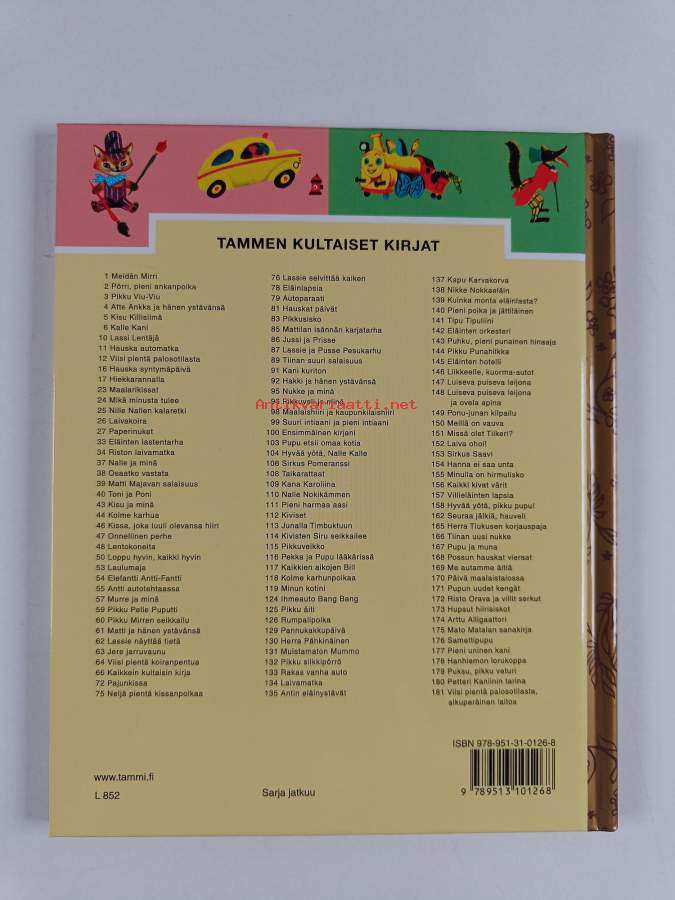 TAMMEN KULTAISET KIRJAT
1 Meidän Mirri
2 Pörri, pieni ankanpoika
3 Pikku Viu-Viu
4 Atte Ankka ja hänen ystävänsä
5 Kisu Killisilmä
6 Kalle Kani
10 Lassi Lentäjä
11 Hauska automatka
12 Viisi pientä palosotilasta
16 Hauska syntymäpäivä
17 Hiekkarannalla
23 Maalarikissat
24 Mikä minusta tulee
25 Nille Nallen kalaretki
26 Laivakoira
27 Paperinuket
33 Eläinten lastentarha
34 Riston laivamatka
37 Nalle ja minä
38 Osaatko vastata
39 Matti Majavan salaisuus
40 Toni ja Poni
43 Kisu ja minä
44 Kolme karhua
46 Kissa, joka luuli olevansa hiiri
47 Onnellinen perhe
48 Lentokoneita
50 Loppu hyvin, kaikki hyvin
53 Laulumaja
54 Elefantti Antti-Fantti
55 Antti autotehtaassa
57 Murre ja minä
59 Pikku Pelle Puputti
60 Pikku Mirren seikkailu
61 Matti ja hänen ystävänsä
62 Lassie näyttää tietä
63 Jere jarruvaunu
64 Viisi pientä koiranpentua
66 Kaikkein kultaisin kirja
72 Pajunkissa
75 Neljä pientä kissanpoikaa
76 Lassie selvittää kaiken
78 Eläinlapsia
79 Autoparaati
81 Hauskat päivät
83 Pikkusisko
85 Mattilan isännän karjatarha
86 Jussi ja Prisse
87 Lassie ja Pusse Pesukarhu
89 Tiinan suuri salaisuus
91 Kani kuriton
92 Hakki ja hänen ystävänsä
95 Nukke ja minä
96 Pikkuveli ja minä
98 Maalaishiiri ja kaupunkilaishiiri
99 Suuri intiaani ja pieni intiaani
100 Ensimmäinen kirjani
103 Pupu etsii omaa kotia
104 Hyvää yötä, Nalle Kalle
106 Sirkus Pomeranssi
108 Taikarattaat
109 Kana Karoliina
110 Nalle Nokikämmen
111 Pieni harmaa aasi
112 Kiviset
113 Junalla Timbuktuun
114 Kivisten Siru seikkailee
115 Pikkuveikko
116 Pekka ja Pupu lääkärissä
117 Kaikkien aikojen Bill
118 Kolme karhunpoikaa
119 Minun kotini
124 Ihmeauto Bang Bang
125 Pikku äiti
126 Rumpalipoika
129 Pannukakkupäivä
130 Herra Pähkinäinen
131 Muistamaton Mummo
132 Pikku silkkipörrö
133 Rakas vanha auto
134 Laivamatka
135 Antin eläinystävät
137 Kapu Karvakorva
138 Nikke Nokkaeläin
139 Kuinka monta eläinlasta?
140 Pieni poika ja jättiläinen
141 Tipu Tipuliini
142 Eläinten orkesteri
143 Puhku, pieni punainen hinaaja
144 Pikku Punahilkka
145 Eläinten hotelli
146 Liikkeelle, kuorma-autot
147 Luiseva puiseva leijona
148 Luiseva puiseva leijona
ja ovela apina
149 Ponu-junan kilpailu
150 Meillä on vauva
151 Missä olet Tiikeri?
152 Laiva ohoi!
153 Sirkus Saavi
154 Hanna ei saa unta
155 Minulla on hirmulisko
156 Kaikki kivat värit
157 Villieläinten lapsia
158 Hyvää yötä, pikku pupu!
162 Seuraa jälkiä, hauveli
165 Herra Tiukusen korjauspaja
166 Tiinan uusi nukke
167 Pupu ja muna
168 Possun hauskat vieraat
169 Me autamme äitiä
170 Päivä maalaistalossa
171 Pupun uudet kengät
172 Risto Orava ja villit serkut
173 Hupsut hiirisiskot
174 Arttu Alligaattori
175 Mato Matalan sanakirja
176 Samettipupu
177 Pieni uninen kani
178 Hanhiemon lorukoppa
179 Puksu, pikku veturi
180 Petteri Kaniinin tarina
181 Viisi pientä palosotilasta,
alkuperäinen laitos
Antikvariaatti.net
ISBN 978-951-31-0126-8
9 789513 101268
www.tammi.fi
L 852
Sarja jatkuu